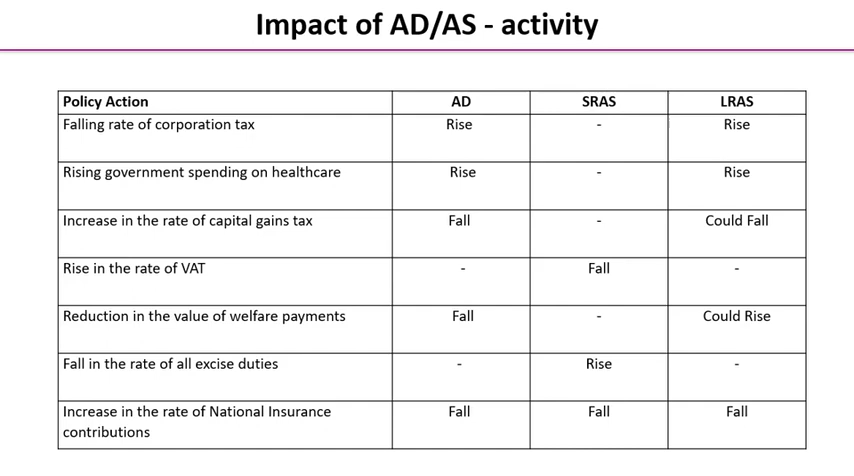 Impact of AD/AS - activity
Policy Action AD SRAS LRAS
Falling rate of corporation tax Rise - Rise
Rising government spending on healthcare Rise - Rise
Increase in the rate of capital gains tax Fall - Could Fall
Rise in the rate of VAT - Fall -
Reduction in the value of welfare payments Fall - Could Rise
Fall in the rate of all excise duties - Rise -
Increase in the rate of National Insurance Fall Fall Fall
contributions